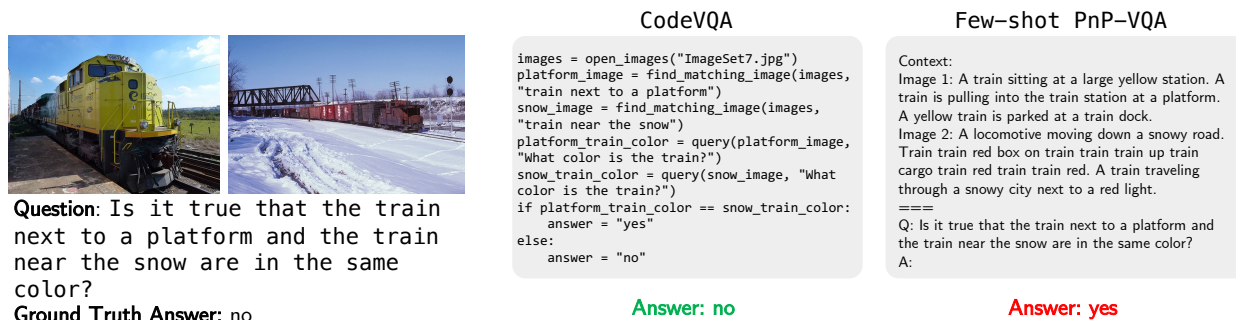 CodeVQA
Few-shot PnP-VQA
images = open_images("ImageSet7.jpg")
platform_image = find_matching_image(images,
"train next to a platform")
snow_image = find_matching_image(images,
"train near the snow")
platform_train_color = query(platform_image,
"What color is the train?")
snow_train_color = query(snow_image, "What
color is the train?")
if platform_train_color == snow_train_color:
    answer = "yes"
else:
    answer = "no"
Context:
Image 1: A train sitting at a large yellow station. A
train is pulling into the train station at a platform.
A yellow train is parked at a train dock.
Image 2: A locomotive moving down a snowy road.
Train train red box on train train train up train
cargo train red train train red. A train traveling
through a snowy city next to a red light.
===
Q: Is it true that the train next to a platform and
the train near the snow are in the same color?
A:
Question: Is it true that the train
next to a platform and the train
near the snow are in the same
color?
Ground Truth Answer: no
Answer: no
Answer: yes